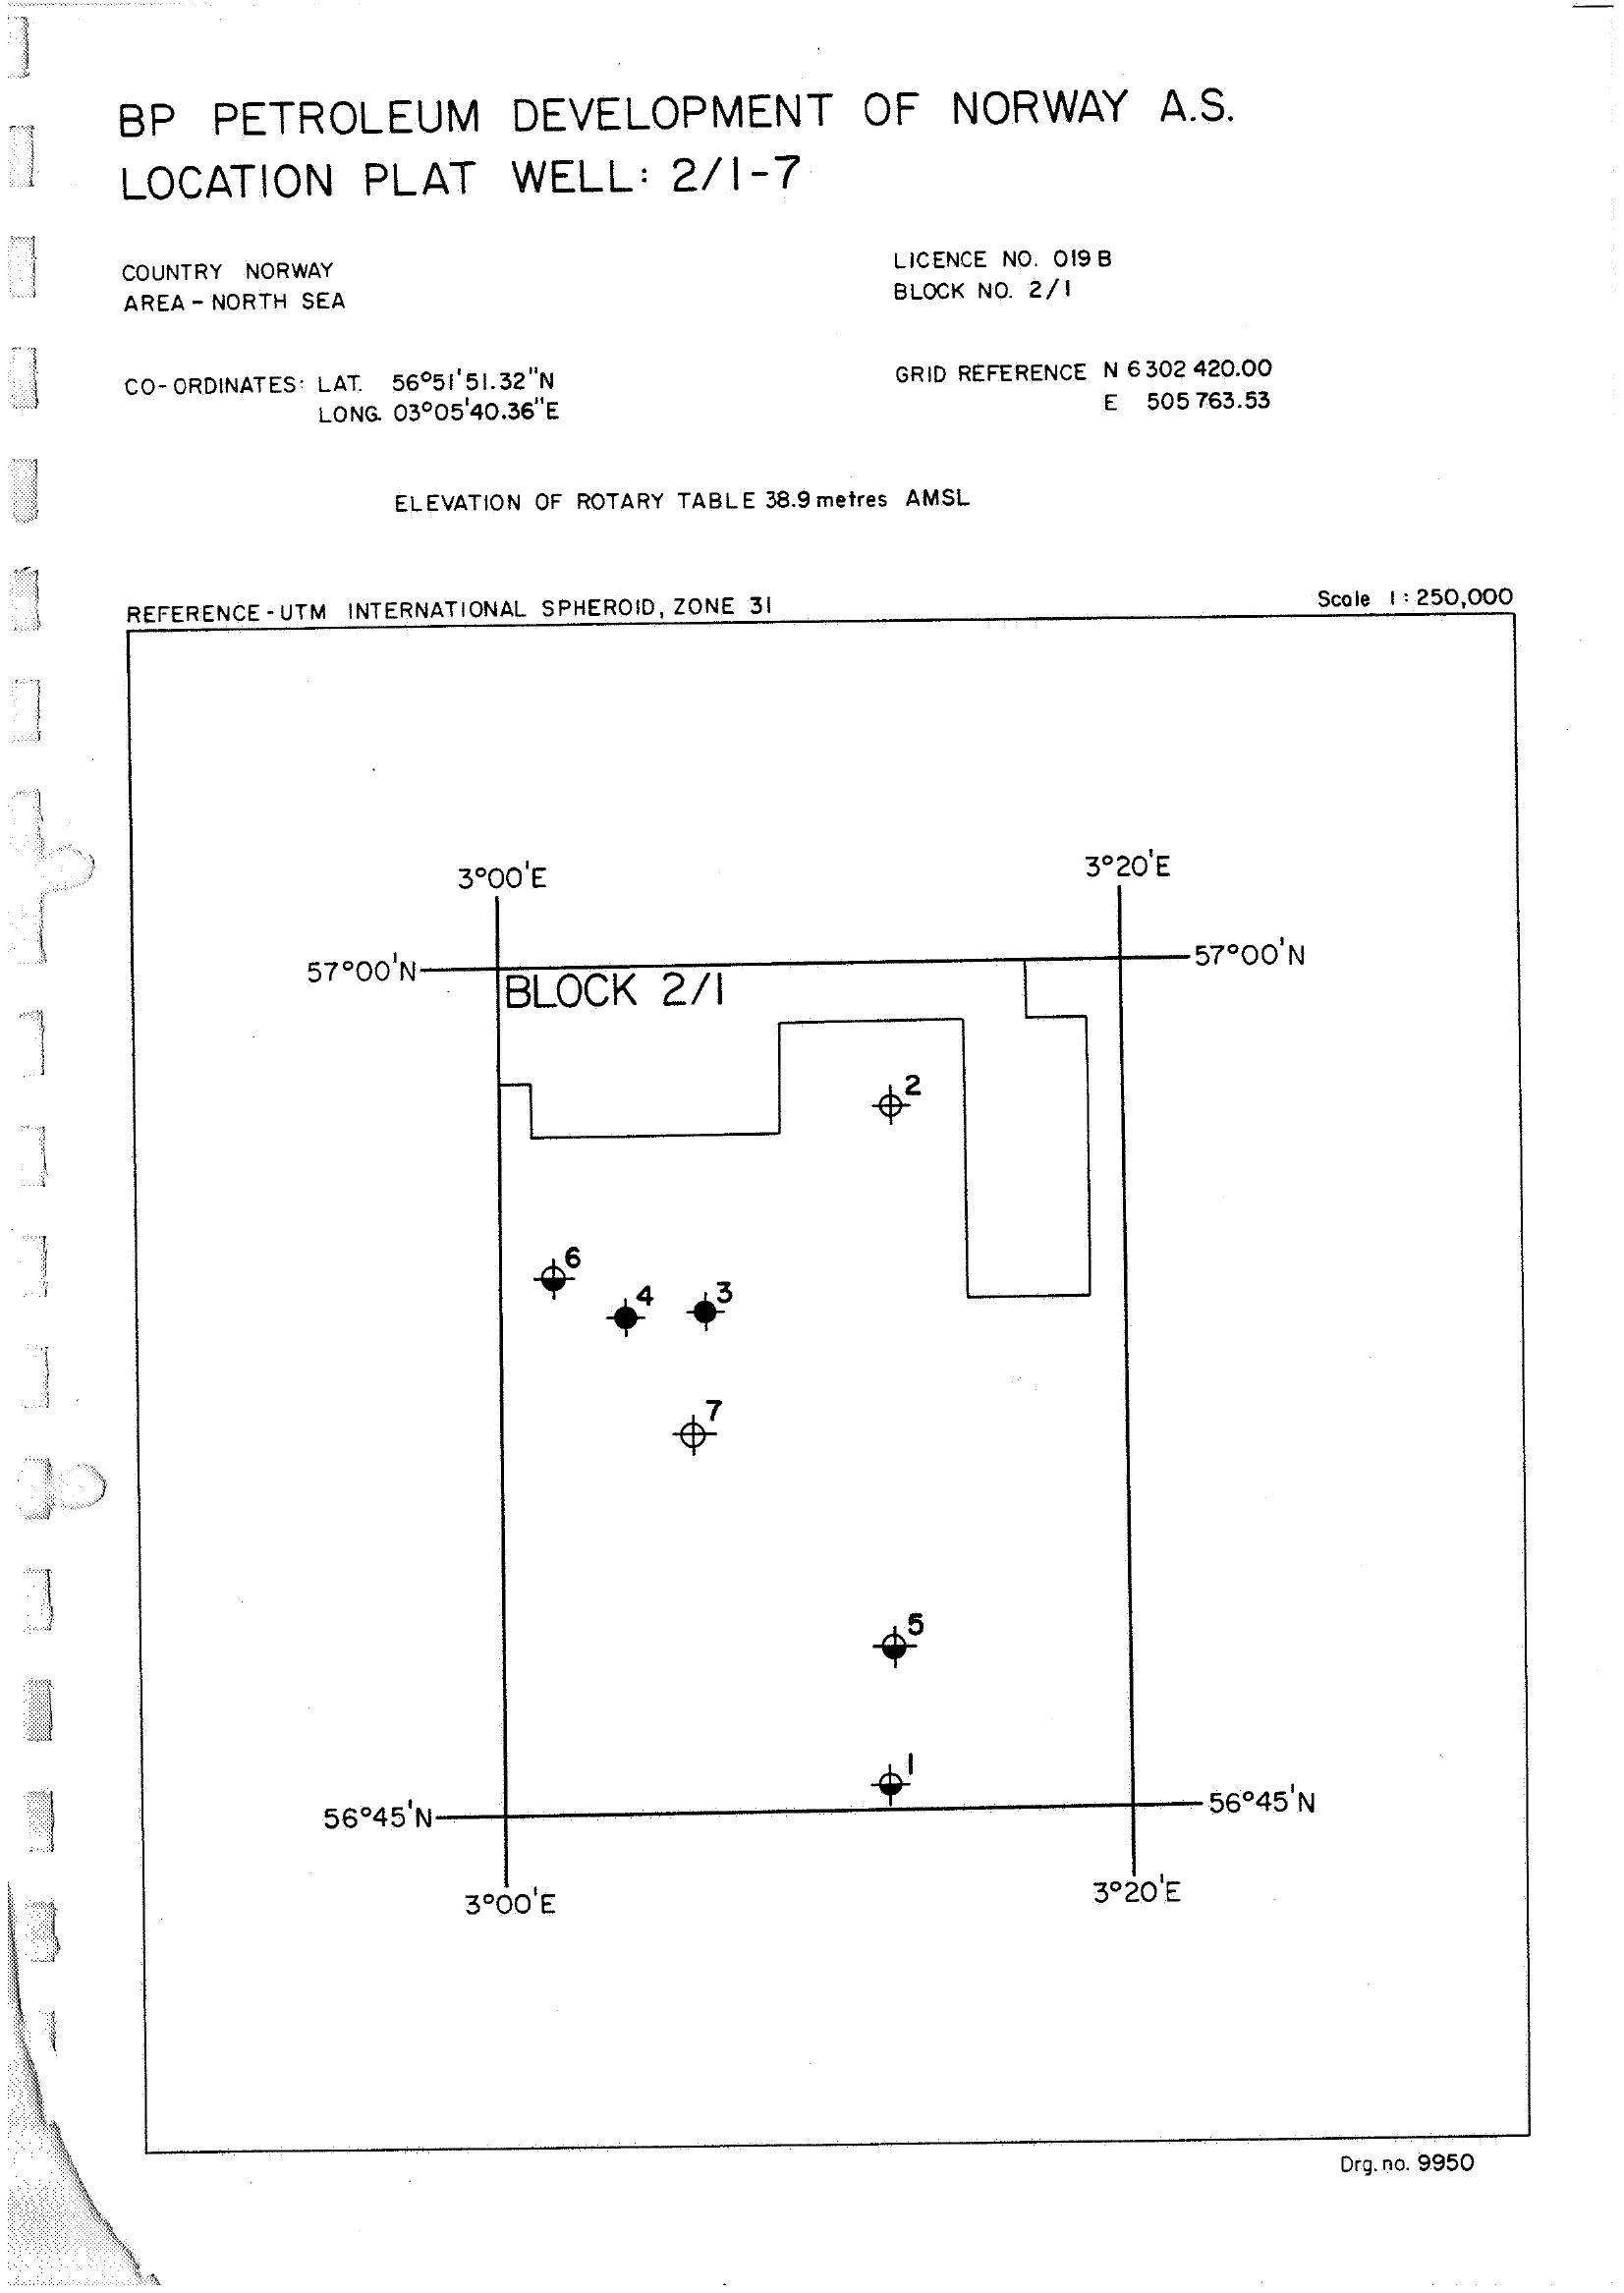 BP PETROLEUM DEVELOPMENT OF NORWAY A.S.
LOCATION PLAT WELL: 2/1-7
COUNTRY NORWAY
AREA - NORTH SEA
LICENCE NO. 019 B
BLOCK NO. 2/1
CO-ORDINATES: LAT. 56°51'51.32"N
LONG. 03°05'40.36"E
GRID REFERENCE N 6 302 420.00
E 505 763.53
ELEVATION OF ROTARY TABLE 38.9 metres AMSL
REFERENCE - UTM INTERNATIONAL SPHEROID, ZONE 31
Scale 1 : 250,000
3°00'E
3°20'E
57°00'N
57°00'N
BLOCK 2/1
2
6
4
3
7
5
1
56°45'N
56°45'N
3°00'E
3°20'E
Drg. no. 9950